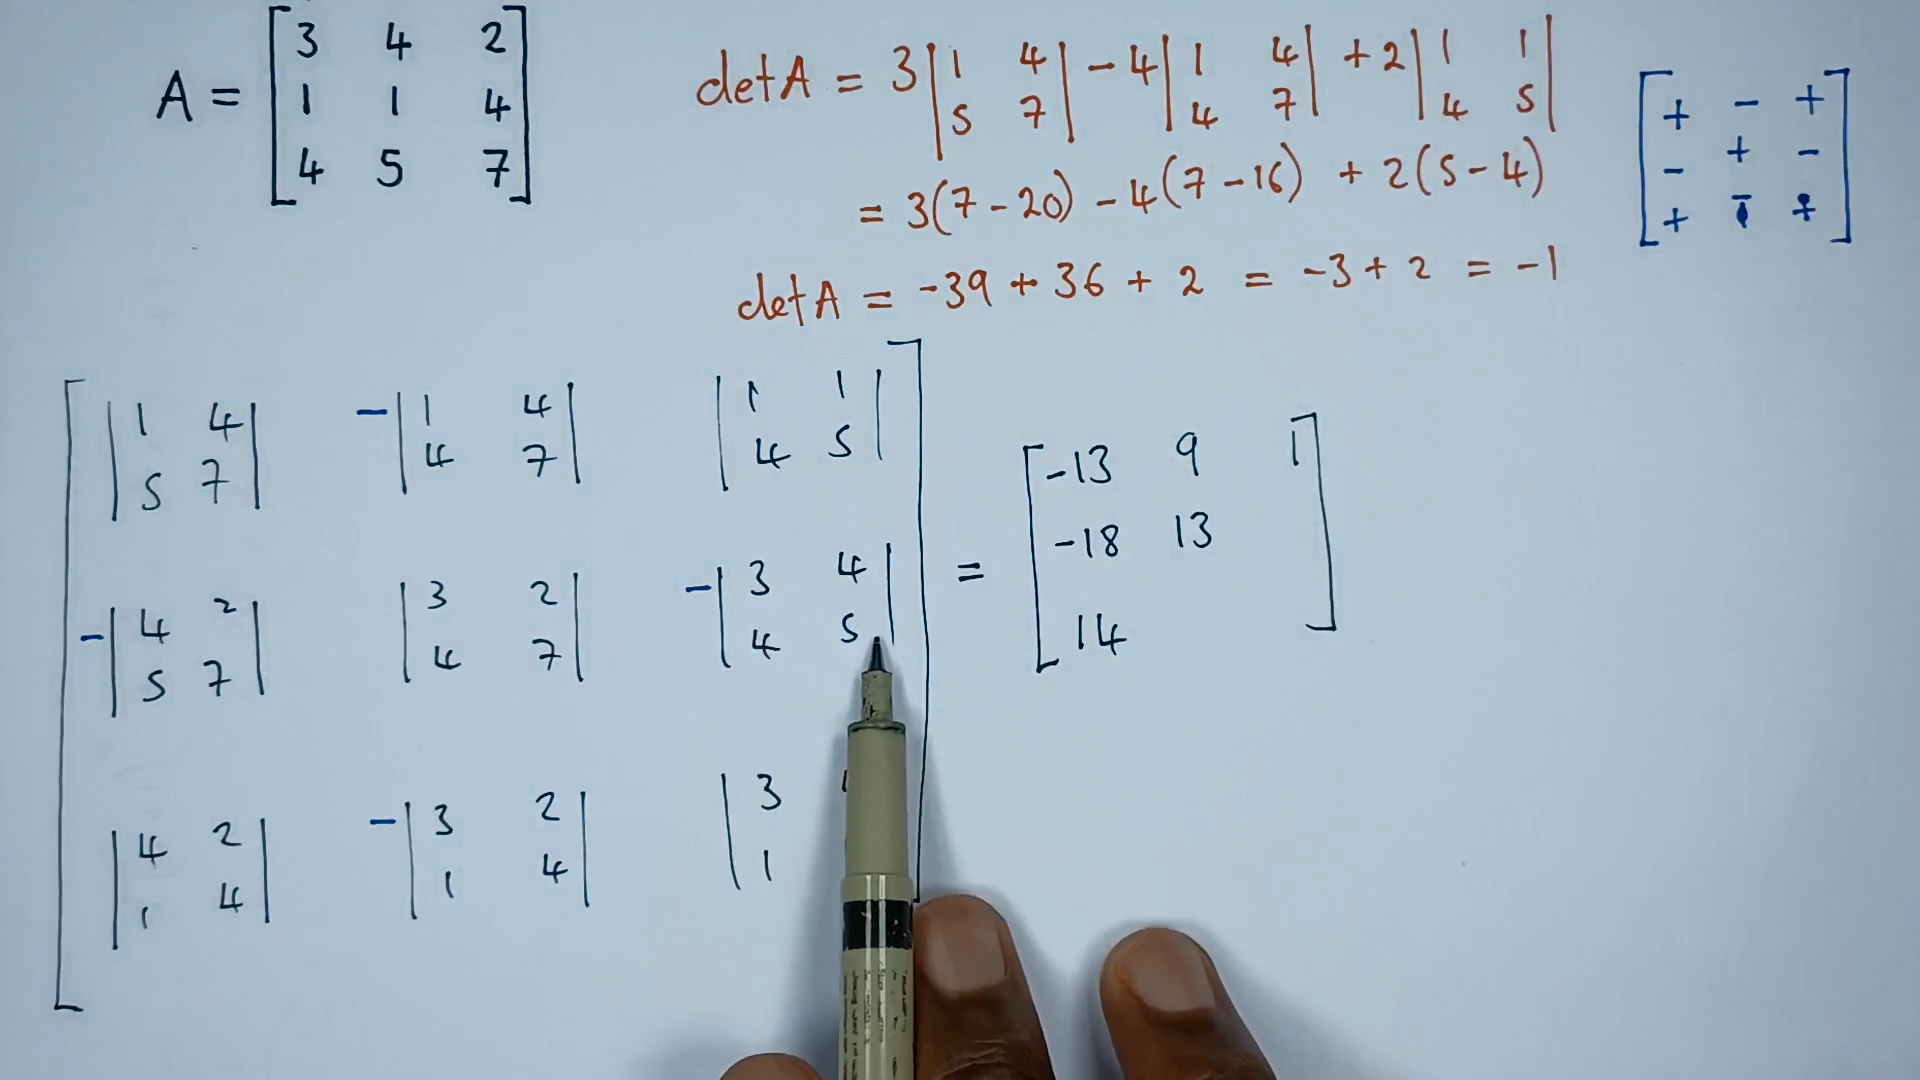 A = [3 4 2
1 1 4
4 5 7]
detA = 3|1 4
5 7| - 4|1 4
4 7| + 2|1 1
4 5|
= 3(7 - 20) - 4(7 - 16) + 2(5 - 4)
detA = -39 + 36 + 2 = -3 + 2 = -1
[+ - +
- + -
+ - +]
[|1 4
5 7| -|1 4
4 7| |1 1
4 5|
-|4 2
5 7| |3 2
4 7| -|3 4
4 5|
|4 2
1 4| -|3 2
1 4| |3
1]
= [-13 9 1
-18 13
14]